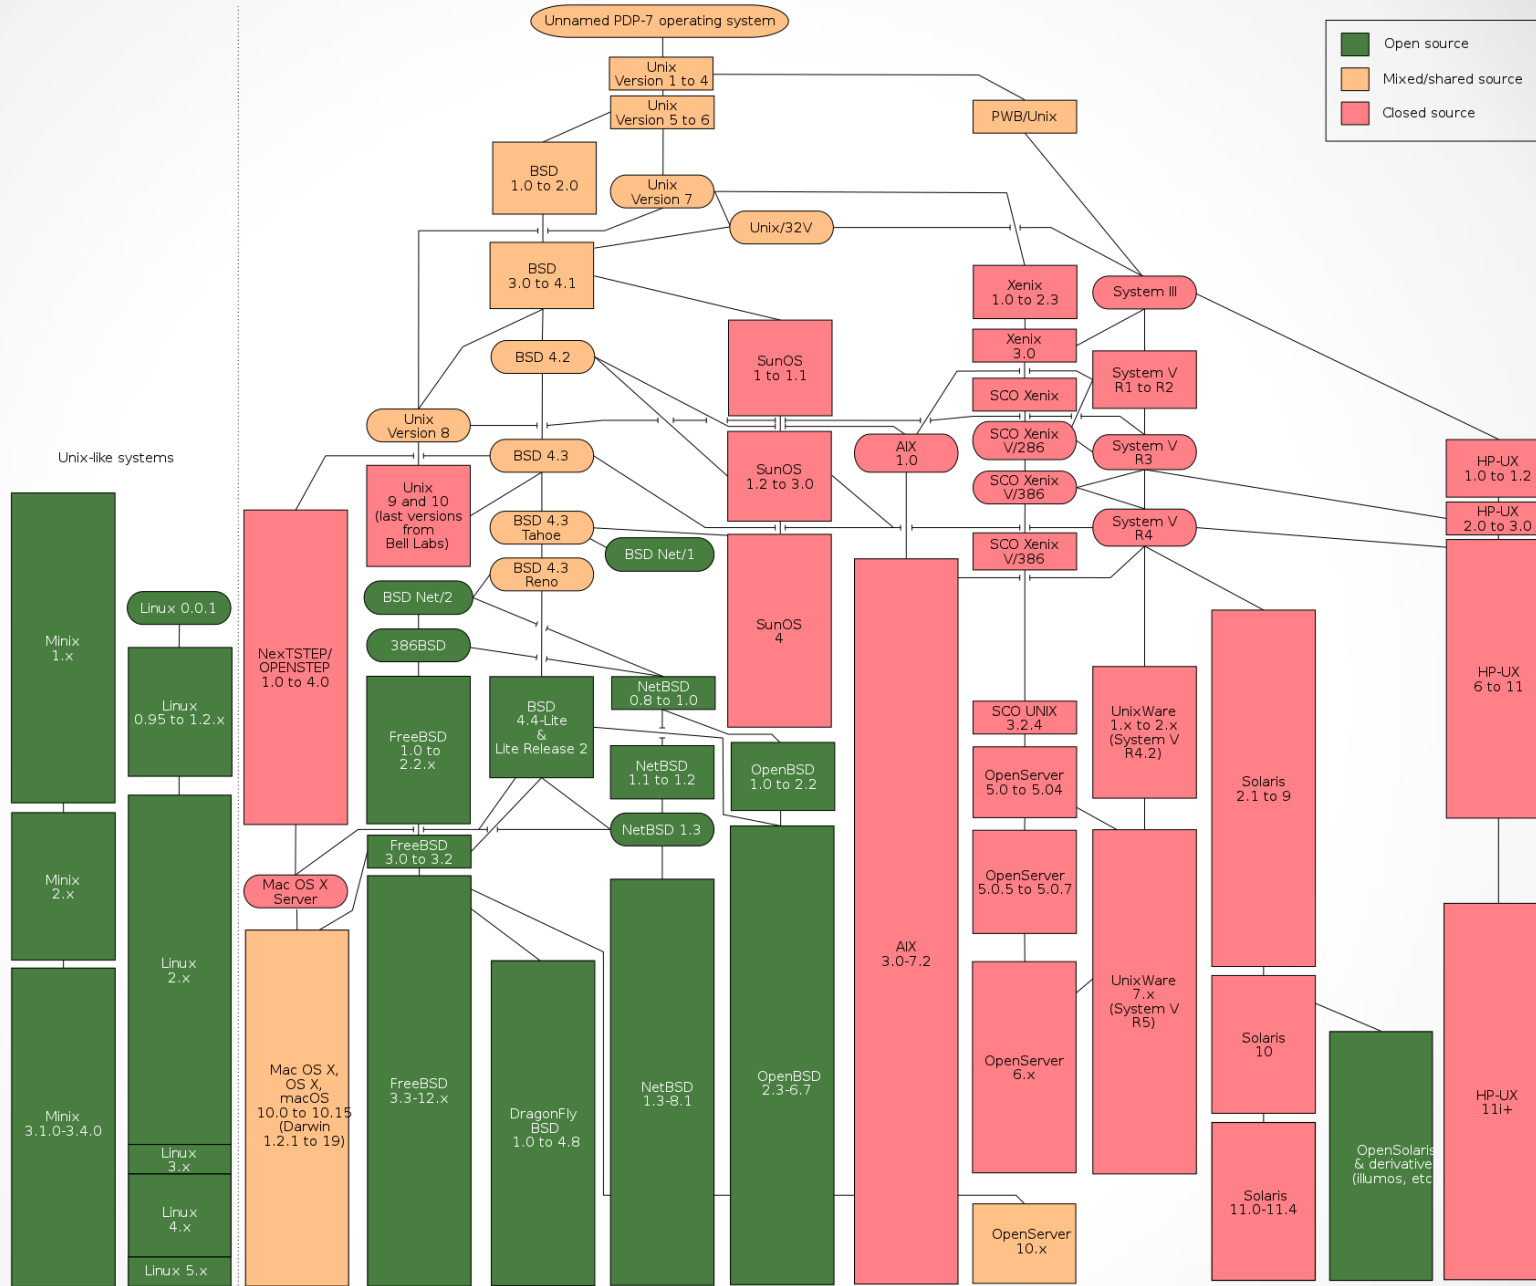 Unnamed PDP-7 operating system
Unix
Version 1 to 4
Unix
Version 5 to 6
PWB/Unix
Open source
Mixed/shared source
Closed source
BSD
1.0 to 2.0
Unix
Version 7
Unix/32V
BSD
3.0 to 4.1
Xenix
1.0 to 2.3
System III
Xenix
3.0
SunOS
1 to 1.1
BSD 4.2
System V
R1 to R2
SCO Xenix
Unix
Version 8
SCO Xenix
V/286
AIX
1.0
System V
R3
BSD 4.3
Unix-like systems
SunOS
1.2 to 3.0
HP-UX
1.0 to 1.2
Unix
9 and 10
(last versions
from
Bell Labs)
SCO Xenix
V/386
HP-UX
2.0 to 3.0
BSD 4.3
Tahoe
System V
R4
BSD Net/1
SCO Xenix
V/386
BSD 4.3
Reno
BSD Net/2
Linux 0.0.1
386BSD
Minix
1.x
SunOS
4
NexTSTEP/
OPENSTEP
1.0 to 4.0
HP-UX
6 to 11
NetBSD
0.8 to 1.0
Linux
0.95 to 1.2.x
BSD
4.4-Lite
&
Lite Release 2
SCO UNIX
3.2.4
UnixWare
1.x to 2.x
(System V
R4.2)
FreeBSD
1.0 to
2.2.x
NetBSD
1.1 to 1.2
OpenBSD
1.0 to 2.2
OpenServer
5.0 to 5.04
Solaris
2.1 to 9
NetBSD 1.3
FreeBSD
3.0 to 3.2
Minix
2.x
Mac OS X
Server
OpenServer
5.0.5 to 5.0.7
AIX
3.0-7.2
Linux
2.x
UnixWare
7.x
(System V
R5)
Solaris
10
OpenServer
6.x
Mac OS X,
OS X,
macOS
10.0 to 10.15
(Darwin
1.2.1 to 19)
FreeBSD
3.3-12.x
NetBSD
1.3-8.1
OpenBSD
2.3-6.7
HP-UX
11i+
Minix
3.1.0-3.4.0
DragonFly
BSD
1.0 to 4.8
Linux
3.x
OpenSolaris
& derivative
(illumos, etc
Linux
4.x
Solaris
11.0-11.4
OpenServer
10.x
Linux 5.x